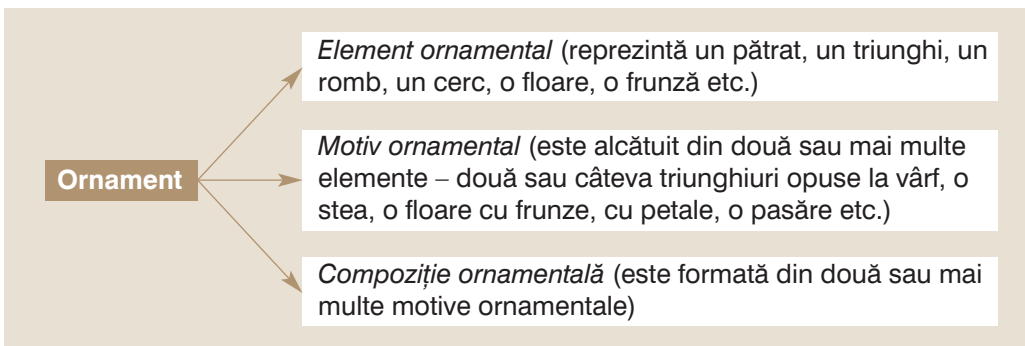 Element ornamental (reprezintă un pătrat, un triunghi, un
romb, un cerc, o floare, o frunză etc.)
Ornament
Motiv ornamental (este alcătuit din două sau mai multe
elemente – două sau câteva triunghiuri opuse la vârf, o
stea, o floare cu frunze, cu petale, o pasăre etc.)
Compoziție ornamentală (este formată din două sau mai
multe motive ornamentale)